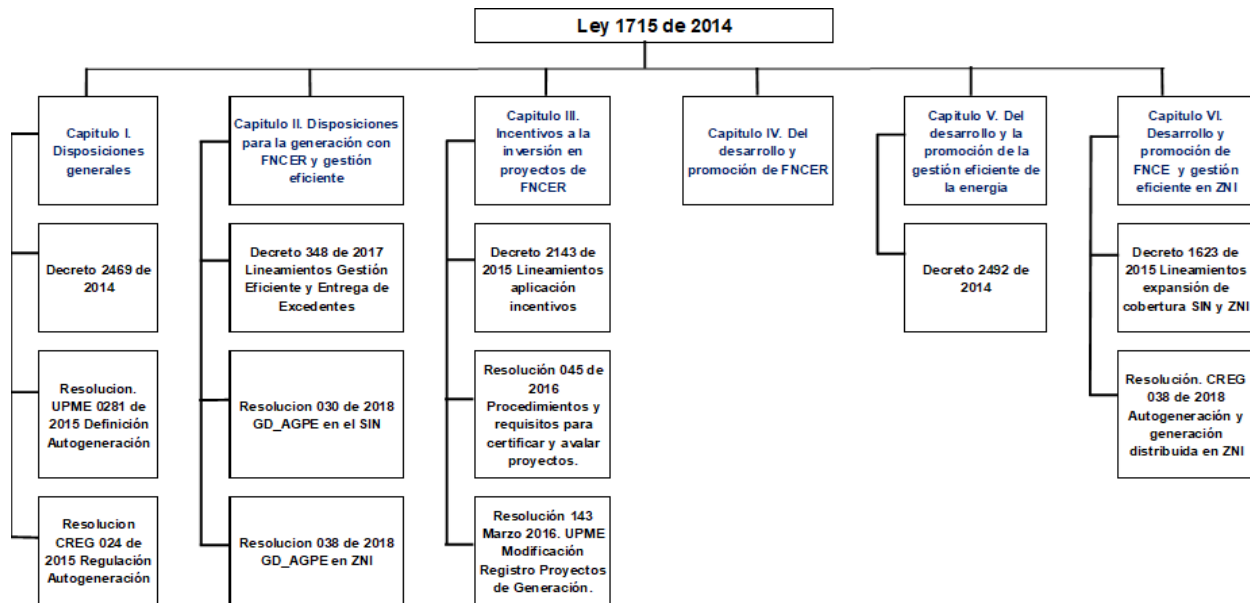 Ley 1715 de 2014
Capitulo I.
Disposiciones
generales
Decreto 2469 de
2014
Resolucion.
UPME 0281 de
2015 Definición
Autogeneración
Resolucion
CREG 024 de
2015 Regulación
Autogeneración
Capitulo II. Disposiciones
para la generación con
FNCER y gestión
eficiente
Decreto 348 de 2017
Lineamientos Gestión
Eficiente y Entrega de
Excedentes
Resolucion 030 de 2018
GD_AGPE en el SIN
Resolucion 038 de 2018
GD_AGPE en ZNI
Capitulo III.
Incentivos a la
inversión en
proyectos de
FNCER
Decreto 2143 de
2015 Lineamientos
aplicación
incentivos
Resolución 045 de
2016
Procedimientos y
requisitos para
certificar y avalar
proyectos.
Resolución 143
Marzo 2016. UPME
Modificación
Registro Proyectos
de Generación.
Capitulo IV. Del
desarrollo y
promoción de FNCER
Capitulo V. Del
desarrollo y la
promoción de la
gestión eficiente de
la energia
Decreto 2492 de
2014
Capitulo VI.
Desarrollo y
promoción de
FNCE y gestión
eficiente en ZNI
Decreto 1623 de
2015 Lineamientos
expansión de
cobertura SIN y ZNI
Resolución. CREG
038 de 2018
Autogeneración y
generación
distribuida en ZNI